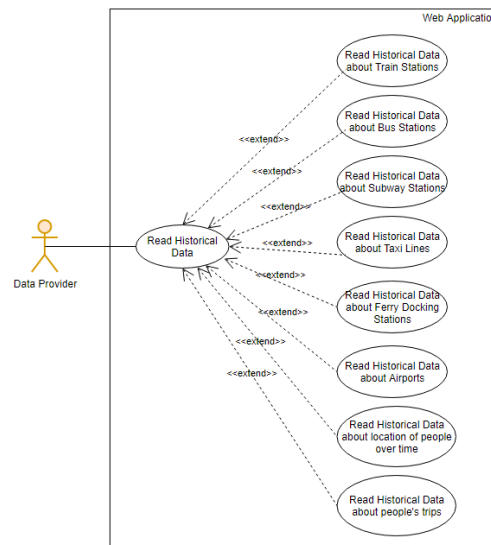 Web Application
Read Historical Data
about Train Stations
<<extend>>
Read Historical Data
about Bus Stations
<<extend>>
Read Historical Data
about Subway Stations
<<extend>>
Read Historical Data
about Taxi Lines
<<extend>>
Read Historical
Data
Data Provider
<<extend>>
Read Historical Data
about Ferry Docking
Stations
<<extend>>
Read Historical Data
about Airports
<<extend>>
Read Historical Data
about location of people
over time
<<extend>>
Read Historical Data
about people's trips